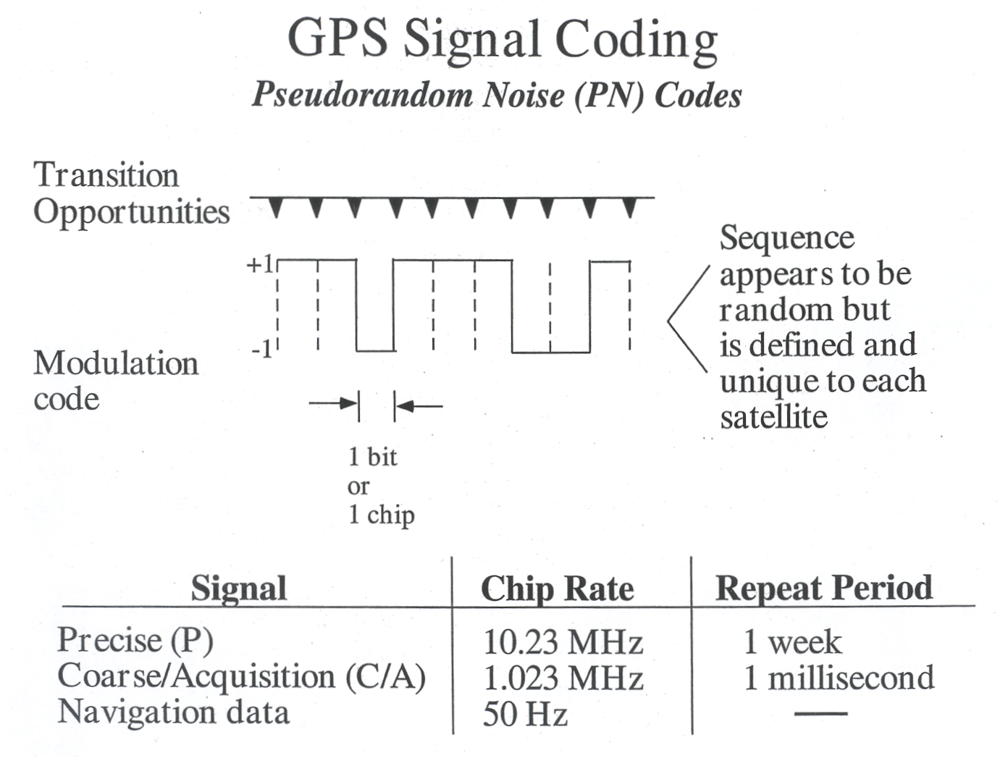 GPS Signal Coding
Pseudorandom Noise (PN) Codes
Transition
Opportunities
+1
-1
Modulation
code
1 bit
or
1 chip
Sequence
appears to be
random but
is defined and
unique to each
satellite
Signal Chip Rate Repeat Period
Precise (P) 10.23 MHz 1 week
Coarse/Acquisition (C/A) 1.023 MHz 1 millisecond
Navigation data 50 Hz —